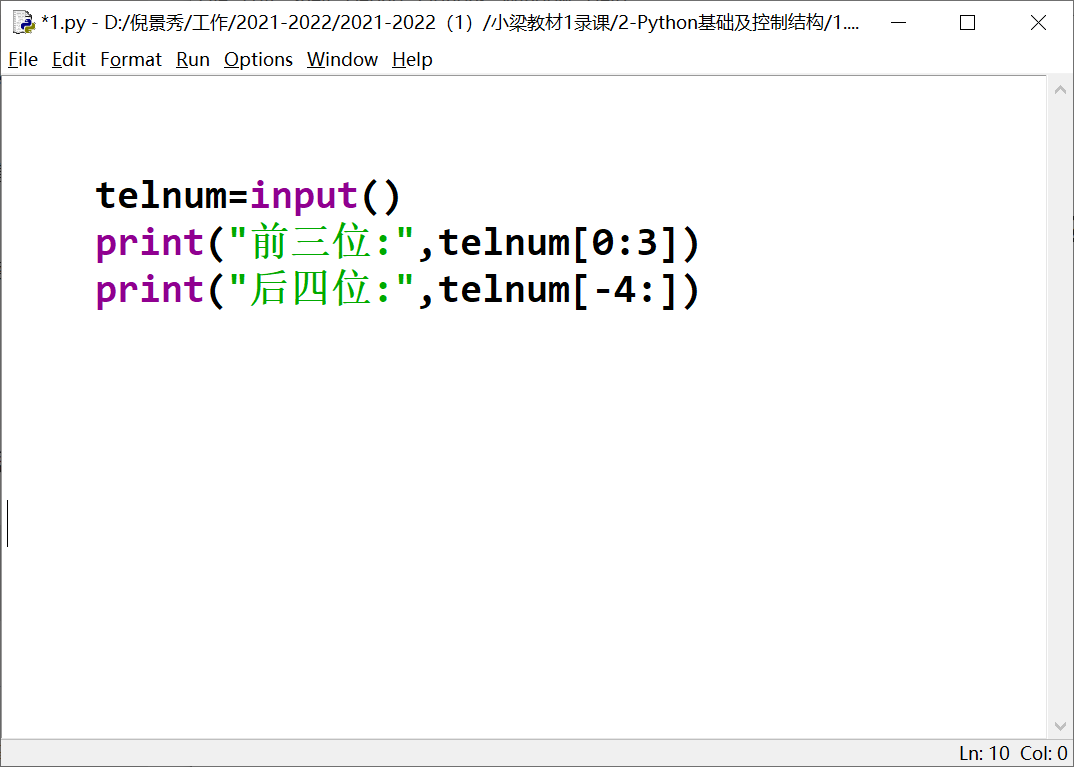 *1.py - D:/倪景秀/工作/2021-2022/2021-2022（1）/小梁教材1录课/2-Python基础及控制结构/1....
File Edit Format Run Options Window Help
telnum=input()
print("前三位:",telnum[0:3])
print("后四位:",telnum[-4:])
Ln: 10 Col: 0